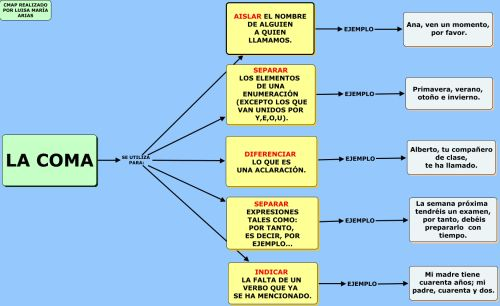 CMAP REALIZADO
POR LUISA MARÍA
ARIAS
LA COMA
SE UTILIZA
PARA:
AISLAR EL NOMBRE
DE ALGUIEN
A QUIEN
LLAMAMOS.
EJEMPLO
Ana, ven un momento,
por favor.
SEPARAR
LOS ELEMENTOS
DE UNA
ENUMERACIÓN
(EXCEPTO LOS QUE
VAN UNIDOS POR
Y,E,O,U).
EJEMPLO
Primavera, verano,
otoño e invierno.
DIFERENCIAR
LO QUE ES
UNA ACLARACIÓN.
EJEMPLO
Alberto, tu compañero
de clase,
te ha llamado.
SEPARAR
EXPRESIONES
TALES COMO:
POR TANTO,
ES DECIR, POR
EJEMPLO...
EJEMPLO
La semana próxima
tendréis un examen,
por tanto, debéis
prepararlo con
tiempo.
INDICAR
LA FALTA DE UN
VERBO QUE YA
SE HA MENCIONADO.
EJEMPLO
Mi madre tiene
cuarenta años; mi
padre, cuarenta y dos.